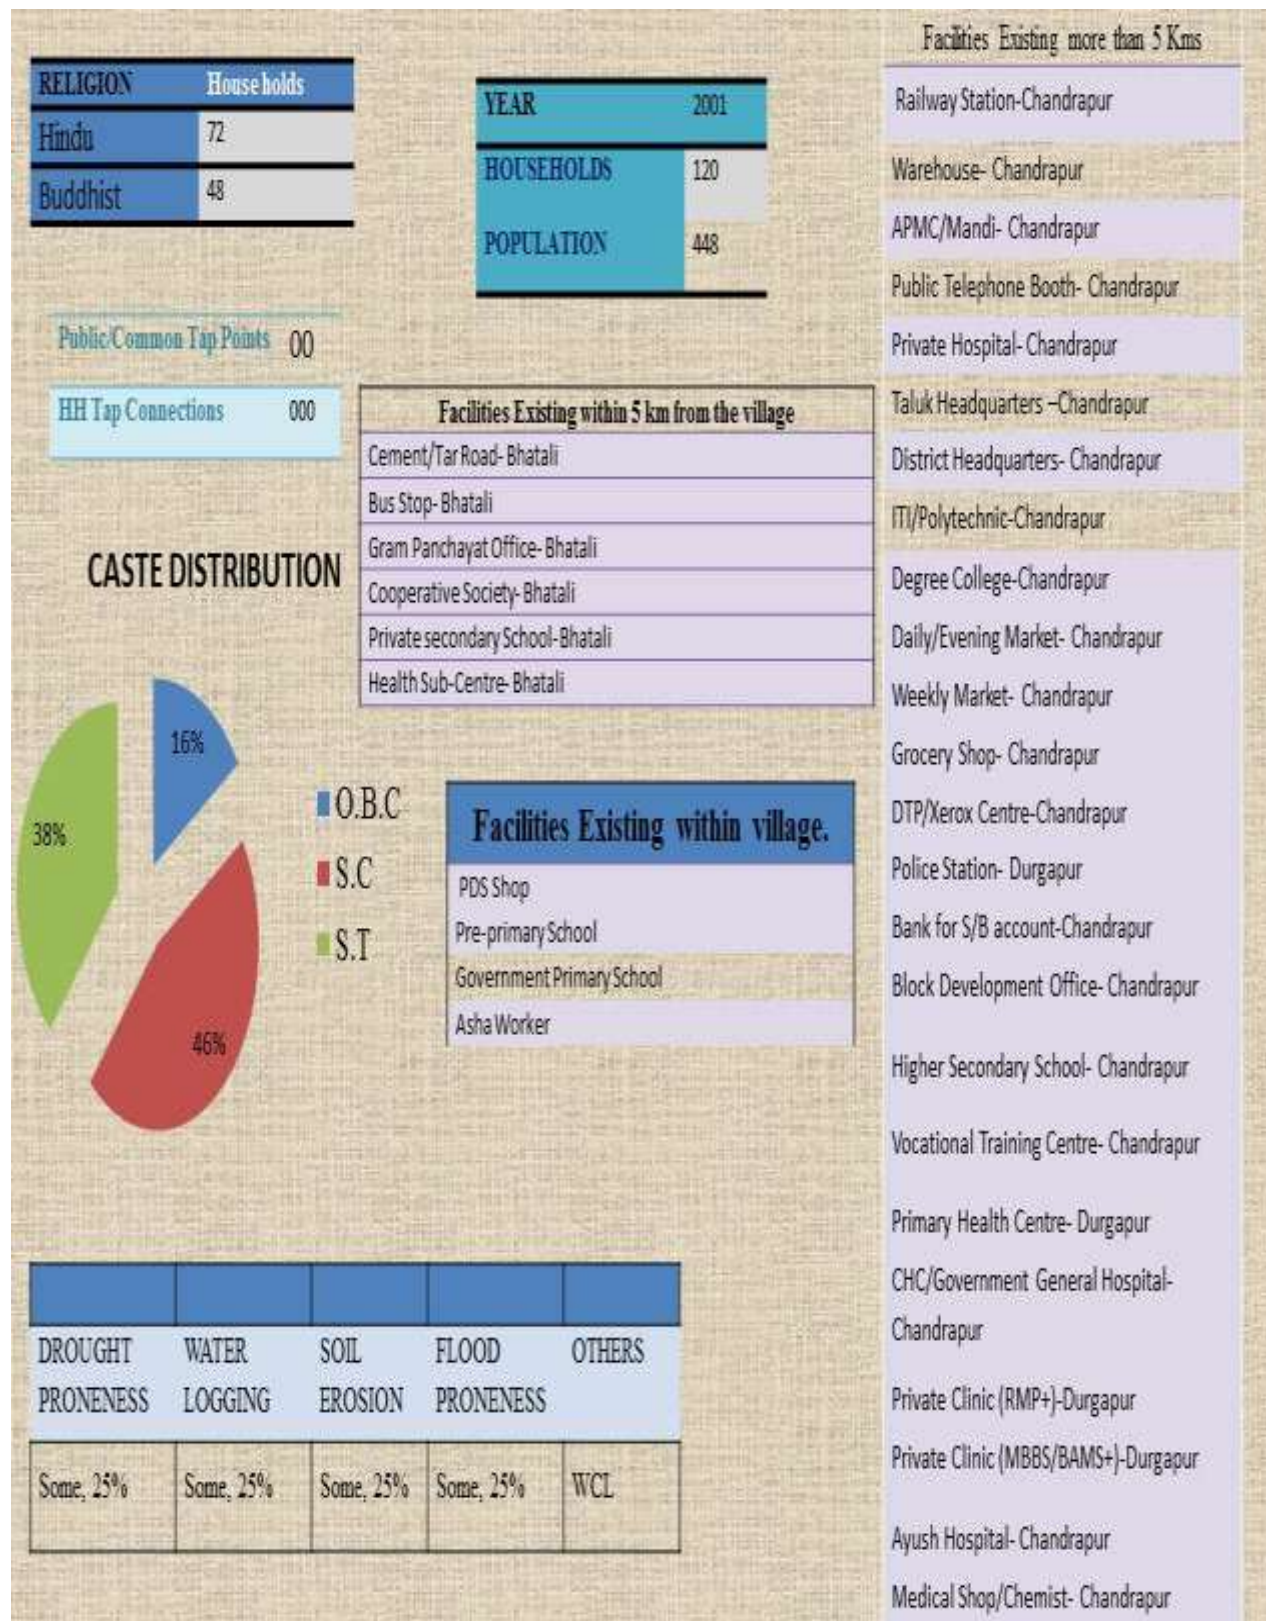 RELIGION Households
Hindu 72
Buddhist 48
YEAR 2001
HOUSEHOLDS 120
POPULATION 448
Public/Common Tap Points 00
HH Tap Connections 000
Facilities Existing within 5 km from the village
Cement/Tar Road- Bhatali
Bus Stop- Bhatali
Gram Panchayat Office- Bhatali
Cooperative Society- Bhatali
Private secondary School-Bhatali
Health Sub-Centre- Bhatali
CASTE DISTRIBUTION
16%
38%
46%
O.B.C
S.C
S.T
Facilities Existing within village.
PDS Shop
Pre-primary School
Government Primary School
Asha Worker
DROUGHT PRONENESS WATER LOGGING SOIL EROSION FLOOD PRONENESS OTHERS
Some, 25% Some, 25% Some, 25% Some, 25% WCL
Facilities Existing more than 5 Kms
Railway Station-Chandrapur
Warehouse- Chandrapur
APMC/Mandi- Chandrapur
Public Telephone Booth- Chandrapur
Private Hospital- Chandrapur
Taluk Headquarters –Chandrapur
District Headquarters- Chandrapur
ITI/Polytechnic-Chandrapur
Degree College-Chandrapur
Daily/Evening Market- Chandrapur
Weekly Market- Chandrapur
Grocery Shop- Chandrapur
DTP/Xerox Centre-Chandrapur
Police Station- Durgapur
Bank for S/B account-Chandrapur
Block Development Office- Chandrapur
Higher Secondary School- Chandrapur
Vocational Training Centre- Chandrapur
Primary Health Centre- Durgapur
CHC/Government General Hospital-
Chandrapur
Private Clinic (RMP+)-Durgapur
Private Clinic (MBBS/BAMS+)-Durgapur
Ayush Hospital- Chandrapur
Medical Shop/Chemist- Chandrapur